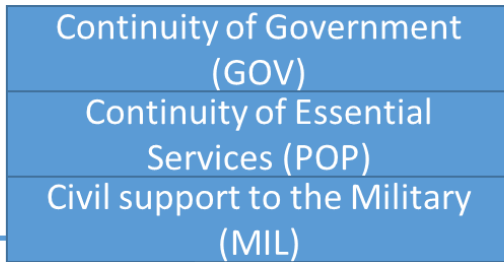 Continuity of Government
(GOV)
Continuity of Essential
Services (POP)
Civil support to the Military
(MIL)